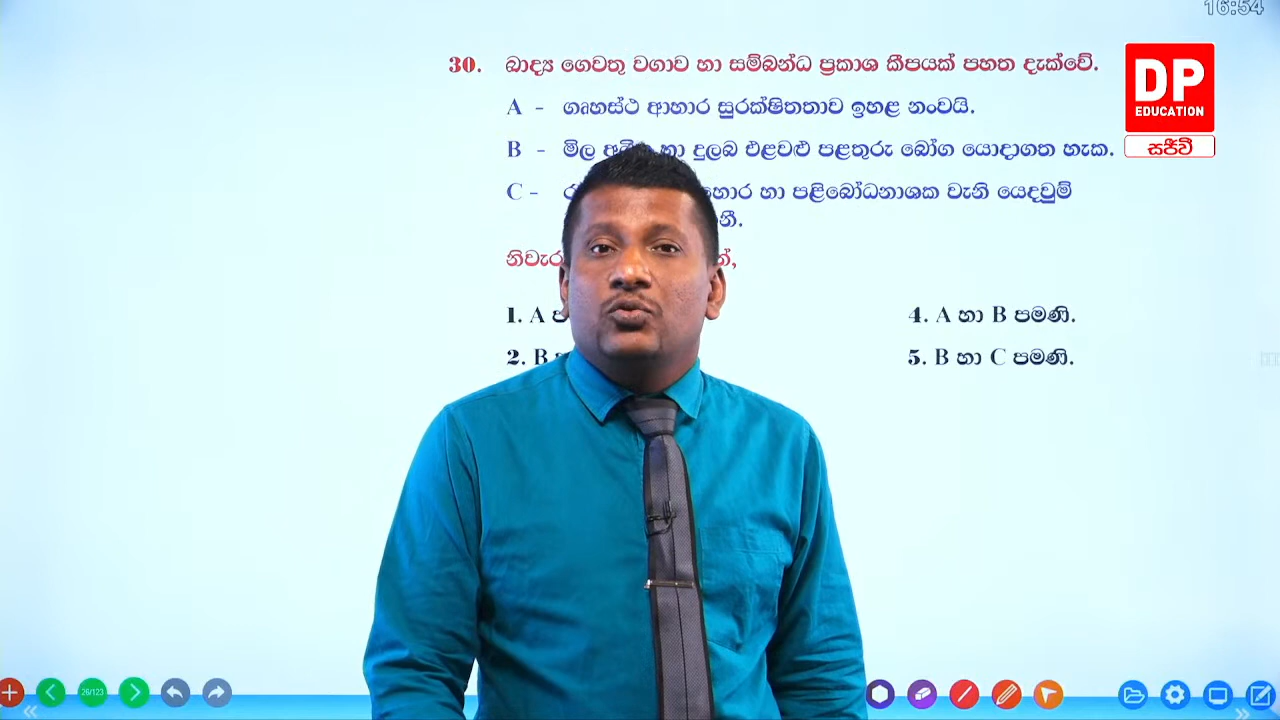 16:54
30. ඛාද්‍ය ගෙවතු වගාව හා සම්බන්ධ ප්‍රකාශ කීපයක් පහත දැක්වේ.
DP
EDUCATION
සජීවී
A - ගෘහස්ථ ආහාර සුරක්ෂිතතාව ඉහළ නංවයි.
B - මිල හා දුලබ එළවළු පළතුරු බෝග යොදාගත හැක.
C - හා පළිබෝධනාශක වැනි යෙදවුම්
1. A
4. A හා B පමණි.
2. B
5. B හා C පමණි.
26/123